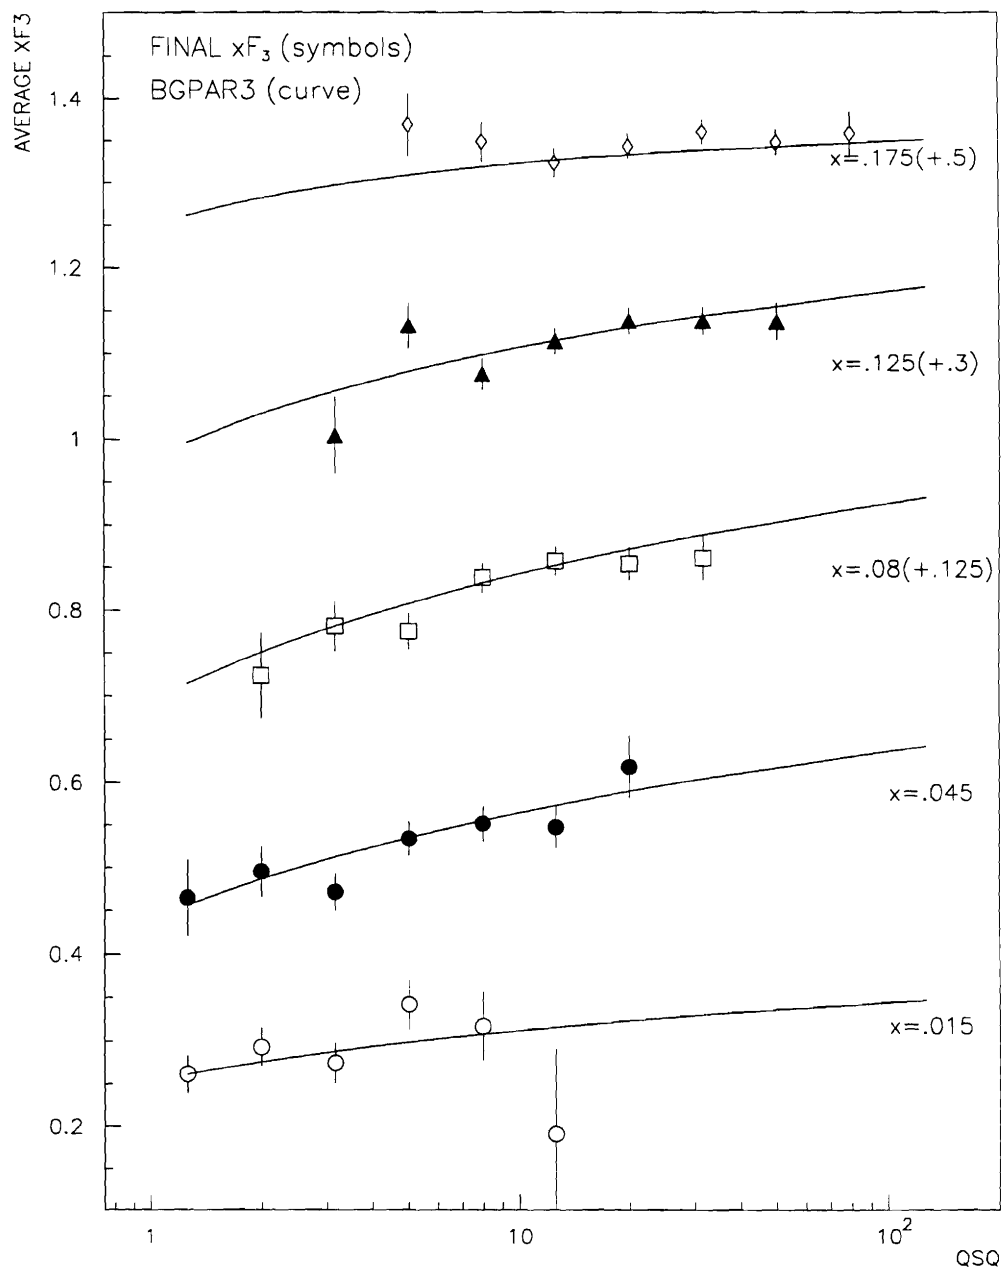 AVERAGE XF3
FINAL xF₃ (symbols)
BGPAR3 (curve)
1.4
1.2
1
0.8
0.6
0.4
0.2
x=.175(+.5)
x=.125(+.3)
x=.08(+.125)
x=.045
x=.015
1
10
10²
QSQ